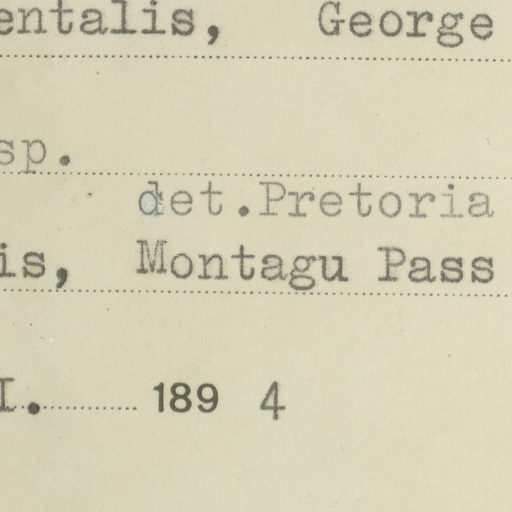 entalis, George
sp.
det.Pretoria
is, Montagu Pass
I. 189 4